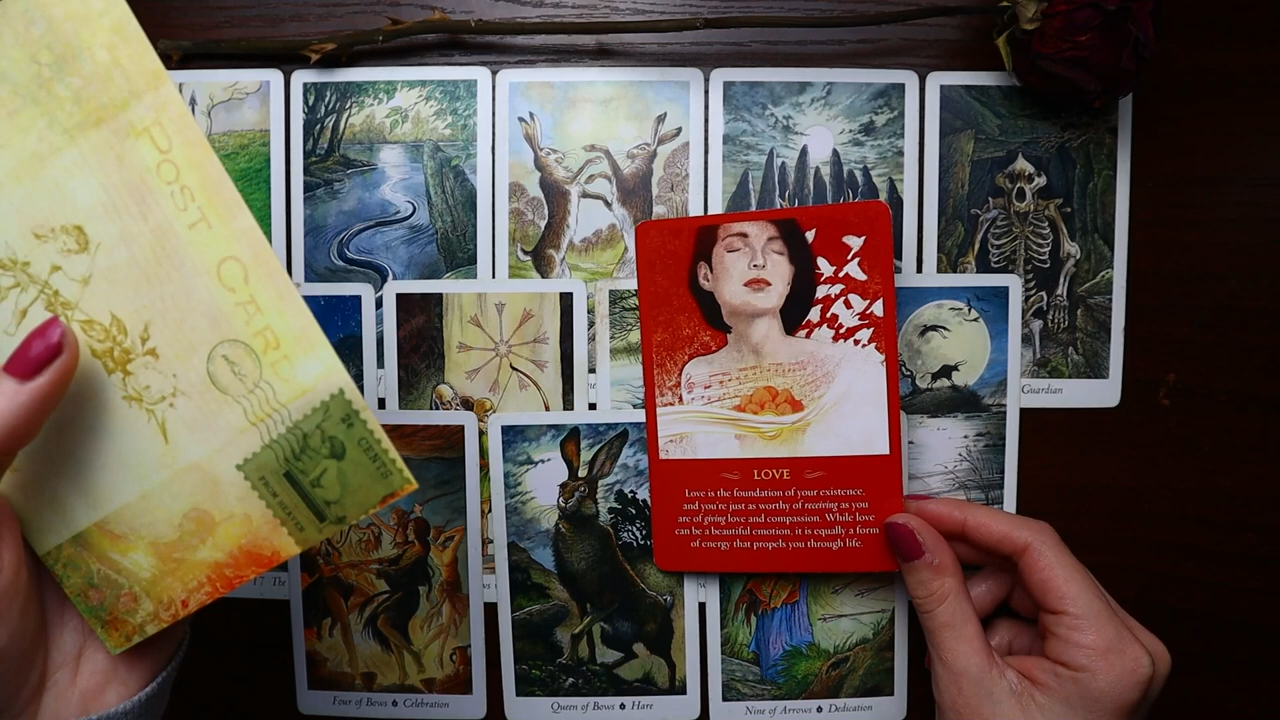 POST CARD
24 CENTS
Guardian
LOVE
Love is the foundation of your existence,
and you're just as worthy of receiving as you
are of giving love and compassion. While love
can be a beautiful emotion, it is equally a form
of energy that propels you through life.
17 The
Four of Bows Celebration
Queen of Bows Hare
Nine of Arrows Dedication